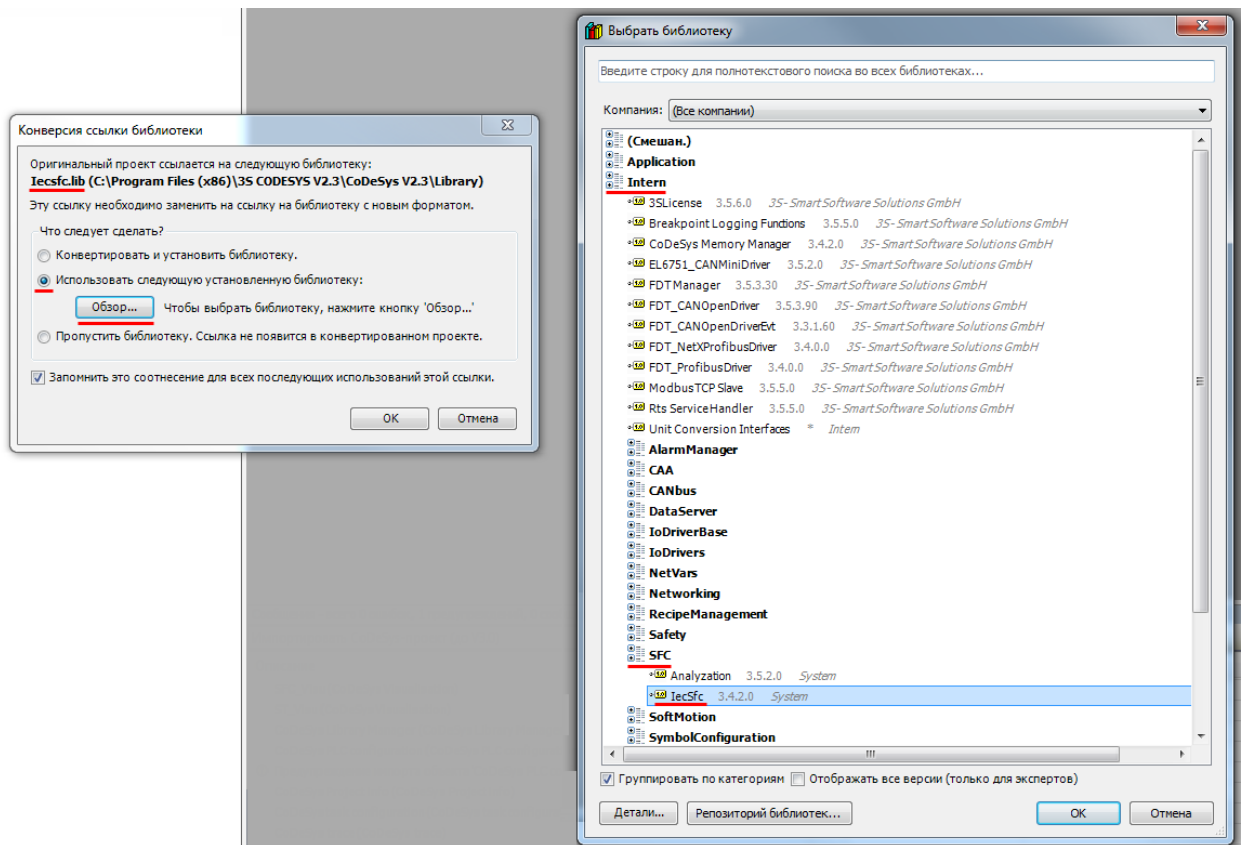 Конверсия ссылки библиотеки
Оригинальный проект ссылается на следующую библиотеку:
Iecsfc.lib (C:\Program Files (x86)\3S CODESYS V2.3\CoDeSys V2.3\Library)
Эту ссылку необходимо заменить на ссылку на библиотеку с новым форматом.
Что следует сделать?
Конвертировать и установить библиотеку.
Использовать следующую установленную библиотеку:
Обзор... Чтобы выбрать библиотеку, нажмите кнопку 'Обзор...'
Пропустить библиотеку. Ссылка не появится в конвертированном проекте.
Запомнить это соотнесение для всех последующих использований этой ссылки.
OK Отмена
Выбрать библиотеку
Введите строку для полнотекстового поиска во всех библиотеках...
Компания: (Все компании)
(Смешан.)
Application
Intern
3SLicense 3.5.6.0 3S- Smart Software Solutions GmbH
Breakpoint Logging Functions 3.5.5.0 3S- Smart Software Solutions GmbH
CoDeSys Memory Manager 3.4.2.0 3S- Smart Software Solutions GmbH
EL6751_CANMiniDriver 3.5.2.0 3S- Smart Software Solutions GmbH
FDTManager 3.5.3.30 3S- Smart Software Solutions GmbH
FDT_CANOpenDriver 3.5.3.90 3S- Smart Software Solutions GmbH
FDT_CANOpenDriverEvt 3.3.1.60 3S- Smart Software Solutions GmbH
FDT_NetXProfibusDriver 3.4.0.0 3S- Smart Software Solutions GmbH
FDT_ProfibusDriver 3.4.0.0 3S- Smart Software Solutions GmbH
ModbusTCP Slave 3.5.5.0 3S- Smart Software Solutions GmbH
Rts ServiceHandler 3.5.5.0 3S- Smart Software Solutions GmbH
Unit Conversion Interfaces * Intern
AlarmManager
CAA
CANbus
DataServer
IoDriverBase
IoDrivers
NetVars
Networking
RecipeManagement
Safety
SFC
Analyzation 3.5.2.0 System
IecSfc 3.4.2.0 System
SoftMotion
SymbolConfiguration
Группировать по категориям Отображать все версии (только для экспертов)
Детали... Репозиторий библиотек... OK Отмена